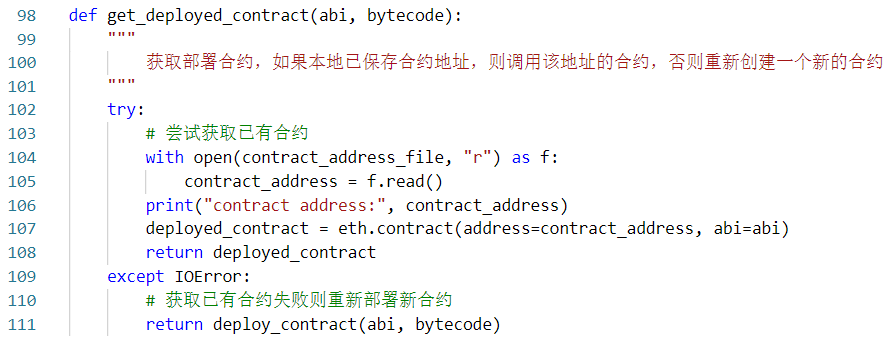 98 def get_deployed_contract(abi, bytecode):
99 """
100 获取部署合约，如果本地已保存合约地址，则调用该地址的合约，否则重新创建一个新的合约
101 """
102 try:
103 # 尝试获取已有合约
104 with open(contract_address_file, "r") as f:
105 contract_address = f.read()
106 print("contract address:", contract_address)
107 deployed_contract = eth.contract(address=contract_address, abi=abi)
108 return deployed_contract
109 except IOError:
110 # 获取已有合约失败则重新部署新合约
111 return deploy_contract(abi, bytecode)